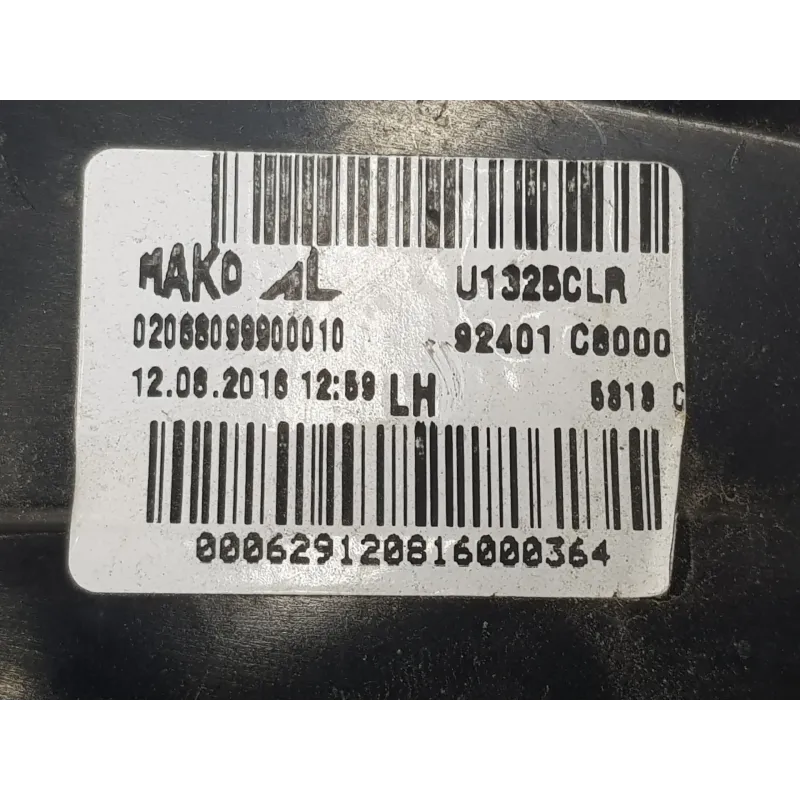 MAKO AL
U1325CLR
02068099900010
92401 C8000
12.08.2016 12:59 LH
5818 C
000629120816000364